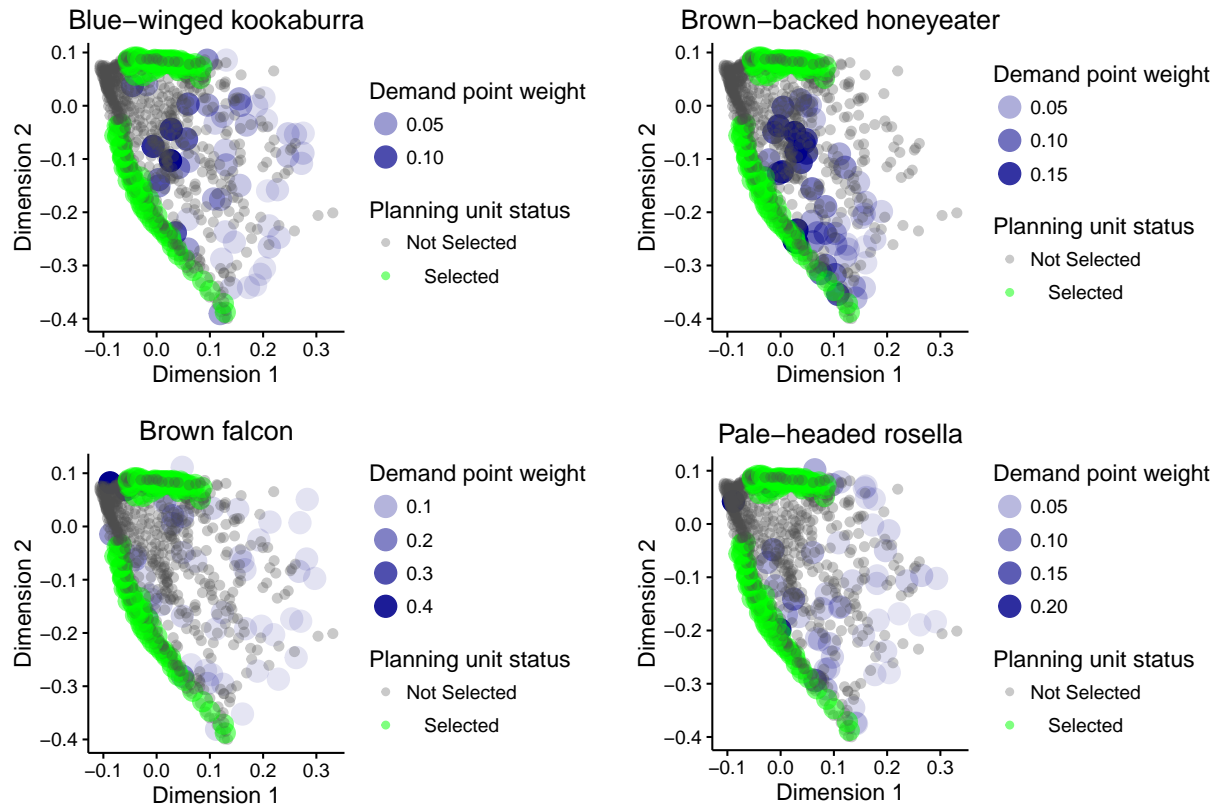 Blue−winged kookaburra
0.1
0.0
−0.1
−0.2
−0.3
−0.4
Dimension 2
−0.1 0.0 0.1 0.2 0.3
Dimension 1
Demand point weight
0.05
0.10
Planning unit status
Not Selected
Selected
Brown−backed honeyeater
0.1
0.0
−0.1
−0.2
−0.3
−0.4
Dimension 2
−0.1 0.0 0.1 0.2 0.3
Dimension 1
Demand point weight
0.05
0.10
0.15
Planning unit status
Not Selected
Selected
Brown falcon
0.1
0.0
−0.1
−0.2
−0.3
−0.4
Dimension 2
−0.1 0.0 0.1 0.2 0.3
Dimension 1
Demand point weight
0.1
0.2
0.3
0.4
Planning unit status
Not Selected
Selected
Pale−headed rosella
0.1
0.0
−0.1
−0.2
−0.3
−0.4
Dimension 2
−0.1 0.0 0.1 0.2 0.3
Dimension 1
Demand point weight
0.05
0.10
0.15
0.20
Planning unit status
Not Selected
Selected